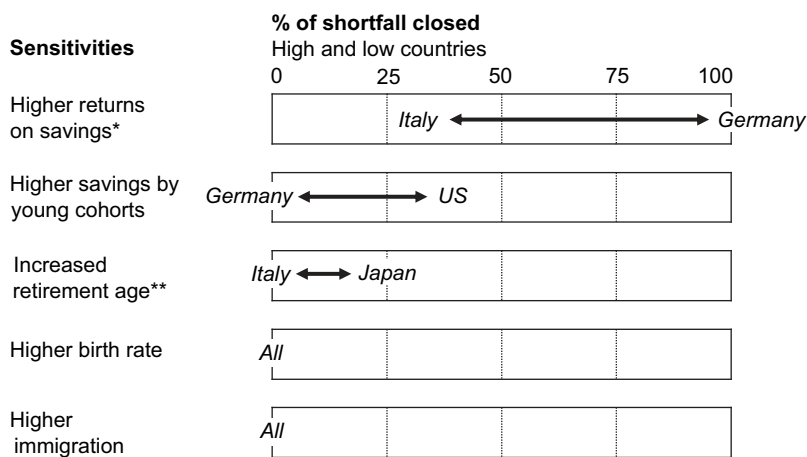 % of shortfall closed
Sensitivities High and low countries
0 25 50 75 100
Higher returns
on savings*
Italy Germany
Higher savings by
young cohorts
Germany US
Increased
retirement age**
Italy Japan
Higher birth rate All
Higher
immigration
All